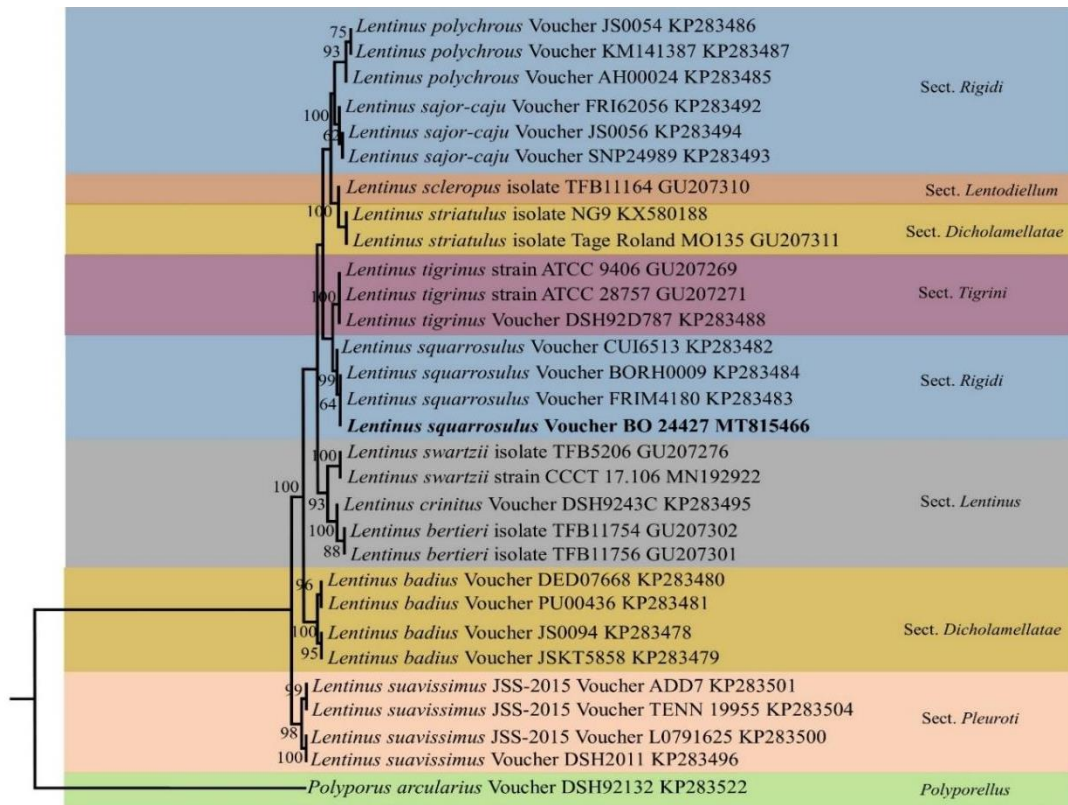 75
Lentinus polychrous Voucher JS0054 KP283486
93
Lentinus polychrous Voucher KM141387 KP283487
Lentinus polychrous Voucher AH00024 KP283485
Sect. Rigidi
100
Lentinus sajor-caju Voucher FRI62056 KP283492
62
Lentinus sajor-caju Voucher JS0056 KP283494
Lentinus sajor-caju Voucher SNP24989 KP283493
Lentinus scleropus isolate TFB11164 GU207310
Sect. Lentodiellum
100
Lentinus striatulus isolate NG9 KX580188
Lentinus striatulus isolate Tage Roland MO135 GU207311
Sect. Dicholamellatae
Lentinus tigrinus strain ATCC 9406 GU207269
100
Lentinus tigrinus strain ATCC 28757 GU207271
Sect. Tigrini
Lentinus tigrinus Voucher DSH92D787 KP283488
Lentinus squarrosulus Voucher CUI6513 KP283482
99
Lentinus squarrosulus Voucher BORH0009 KP283484
Sect. Rigidi
64
Lentinus squarrosulus Voucher FRIM4180 KP283483
Lentinus squarrosulus Voucher BO 24427 MT815466
100
Lentinus swartzii isolate TFB5206 GU207276
Lentinus swartzii strain CCCT 17.106 MN192922
100
93
Lentinus crinitus Voucher DSH9243C KP283495
Sect. Lentinus
100
Lentinus bertieri isolate TFB11754 GU207302
88
Lentinus bertieri isolate TFB11756 GU207301
96
Lentinus badius Voucher DED07668 KP283480
Lentinus badius Voucher PU00436 KP283481
100
Lentinus badius Voucher JS0094 KP283478
Sect. Dicholamellatae
95
Lentinus badius Voucher JSKT5858 KP283479
99
Lentinus suavissimus JSS-2015 Voucher ADD7 KP283501
Lentinus suavissimus JSS-2015 Voucher TENN 19955 KP283504
Sect. Pleuroti
98
Lentinus suavissimus JSS-2015 Voucher L0791625 KP283500
100
Lentinus suavissimus Voucher DSH2011 KP283496
Polyporus arcularius Voucher DSH92132 KP283522
Polyporellus